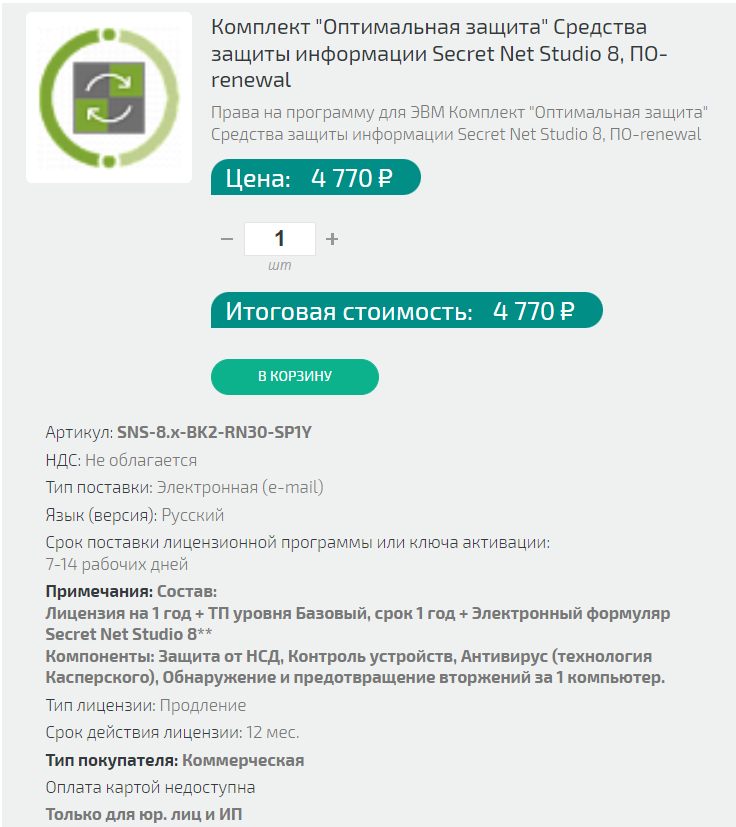 Комплект "Оптимальная защита" Средства
защиты информации Secret Net Studio 8, ПО-
renewal
Права на программу для ЭВМ Комплект "Оптимальная защита"
Средства защиты информации Secret Net Studio 8, ПО-renewal
Цена: 4 770 ₽
− 1 +
шт
Итоговая стоимость: 4 770 ₽
В КОРЗИНУ
Артикул: SNS-8.x-BK2-RN30-SP1Y
НДС: Не облагается
Тип поставки: Электронная (e-mail)
Язык (версия): Русский
Срок поставки лицензионной программы или ключа активации:
7-14 рабочих дней
Примечания: Состав:
Лицензия на 1 год + ТП уровня Базовый, срок 1 год + Электронный формуляр
Secret Net Studio 8**
Компоненты: Защита от НСД, Контроль устройств, Антивирус (технология
Касперского), Обнаружение и предотвращение вторжений за 1 компьютер.
Тип лицензии: Продление
Срок действия лицензии: 12 мес.
Тип покупателя: Коммерческая
Оплата картой недоступна
Только для юр. лиц и ИП